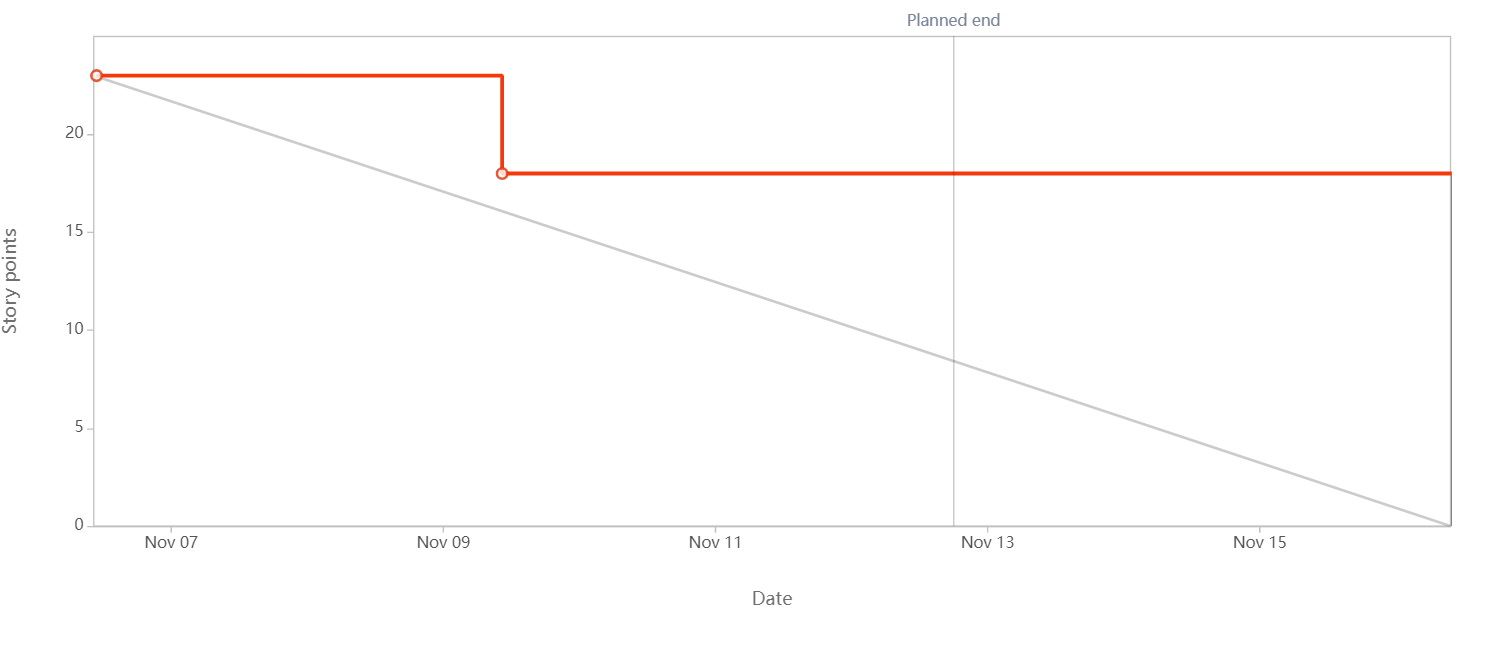 Planned end
20
15
10
5
0
Story points
Nov 07
Nov 09
Nov 11
Nov 13
Nov 15
Date